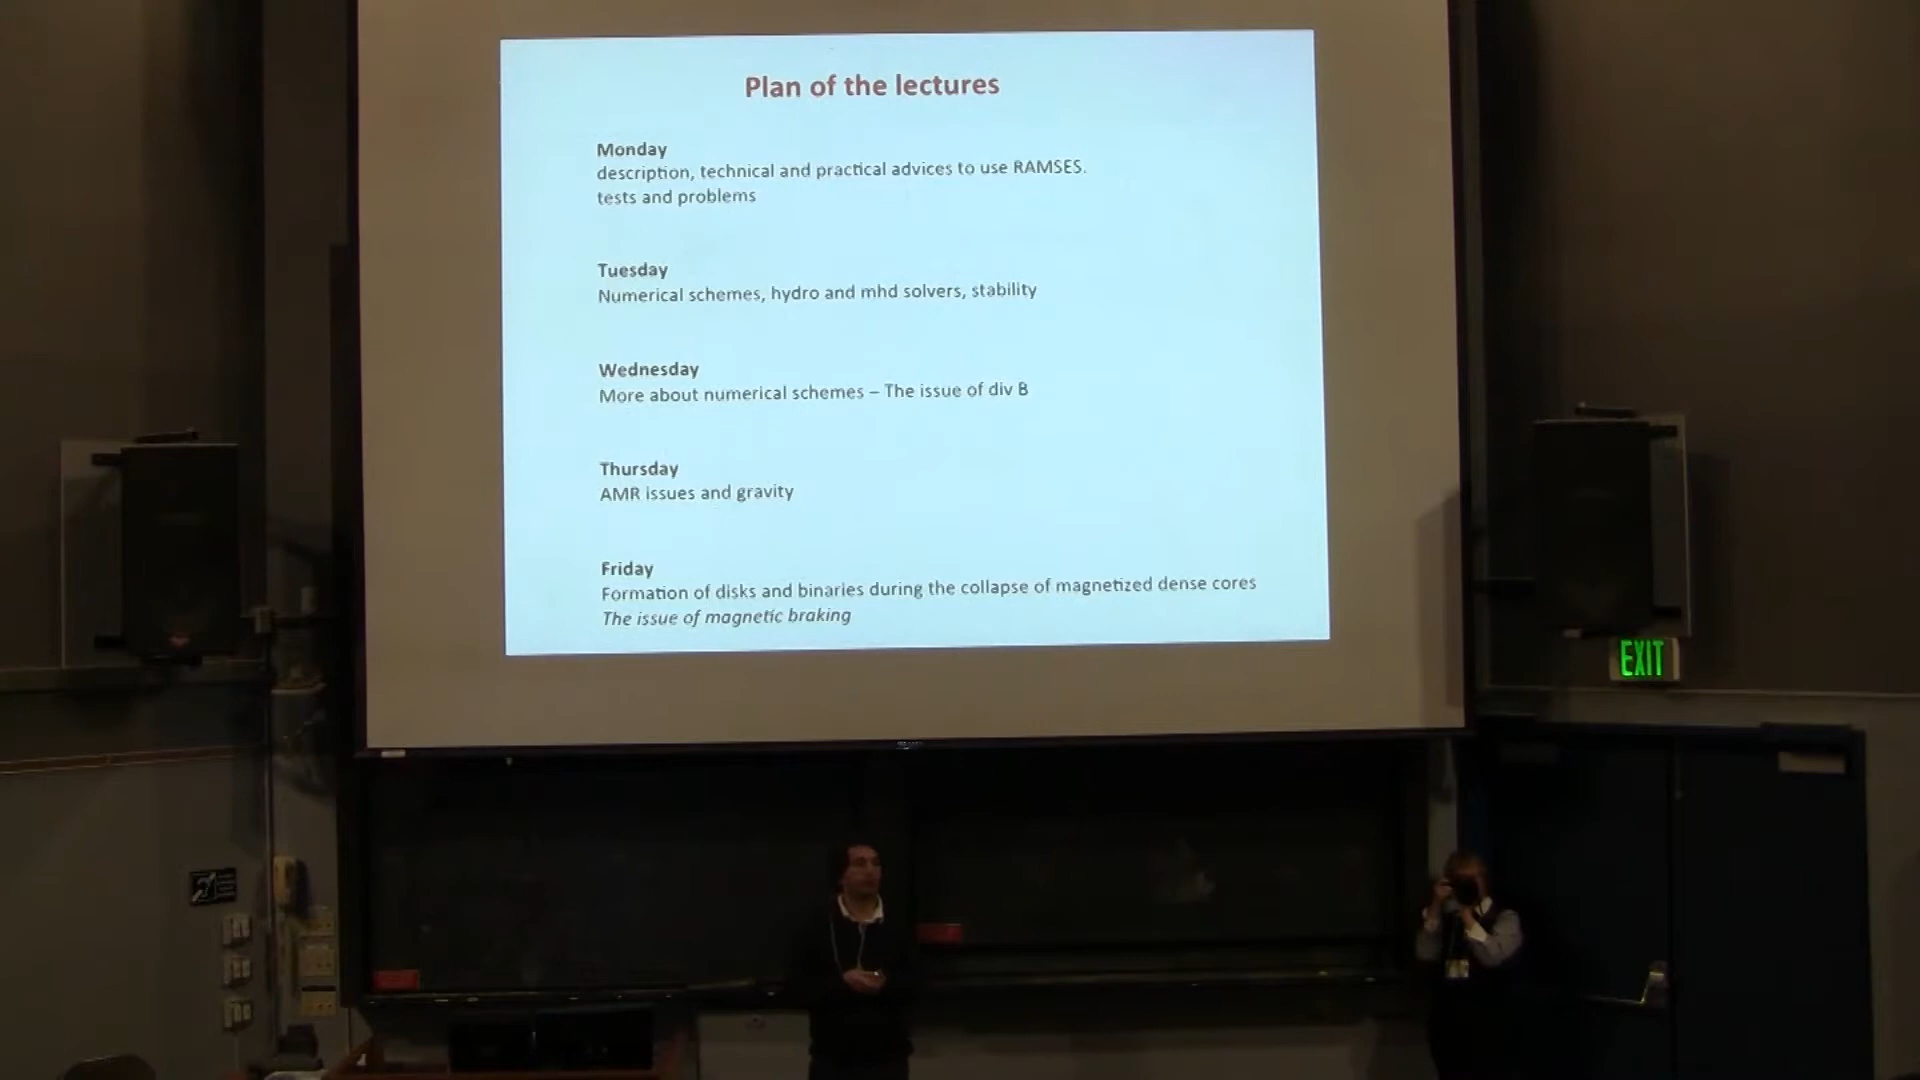 Plan of the lectures
Monday
description, technical and practical advices to use RAMSES.
tests and problems
Tuesday
Numerical schemes, hydro and mhd solvers, stability
Wednesday
More about numerical schemes – The issue of div B
Thursday
AMR issues and gravity
Friday
Formation of disks and binaries during the collapse of magnetized dense cores
The issue of magnetic braking
EXIT